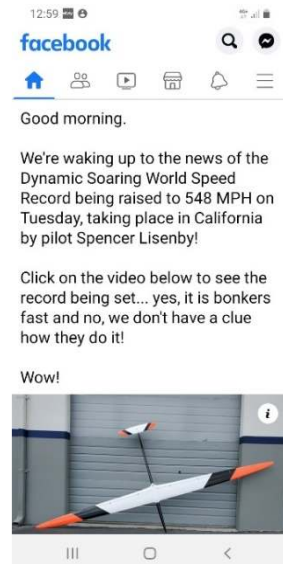 12:59
facebook
Good morning.
We're waking up to the news of the
Dynamic Soaring World Speed
Record being raised to 548 MPH on
Tuesday, taking place in California
by pilot Spencer Lisenby!
Click on the video below to see the
record being set... yes, it is bonkers
fast and no, we don't have a clue
how they do it!
Wow!